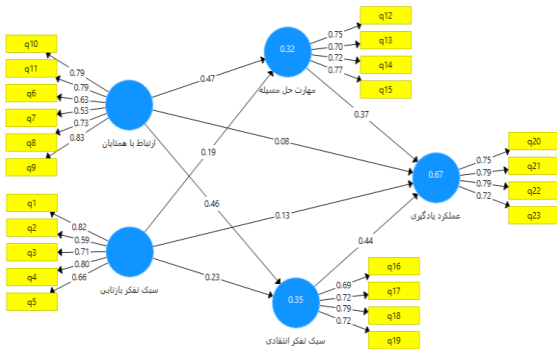 q10
q11
q6
q7
q8
q9
0.79
0.79
0.63
0.53
0.73
0.83
ارتباط با همتایان
q1
q2
q3
q4
q5
0.82
0.59
0.71
0.80
0.66
سبک تفکر بازتابی
0.47
0.19
0.08
0.46
0.13
0.23
0.32
مهارت حل مسیله
q12
q13
q14
q15
0.75
0.70
0.72
0.77
0.37
0.44
0.35
سبک تفکر انتقادی
q16
q17
q18
q19
0.69
0.72
0.79
0.72
0.67
عملکرد یادگیری
q20
q21
q22
q23
0.75
0.79
0.79
0.72